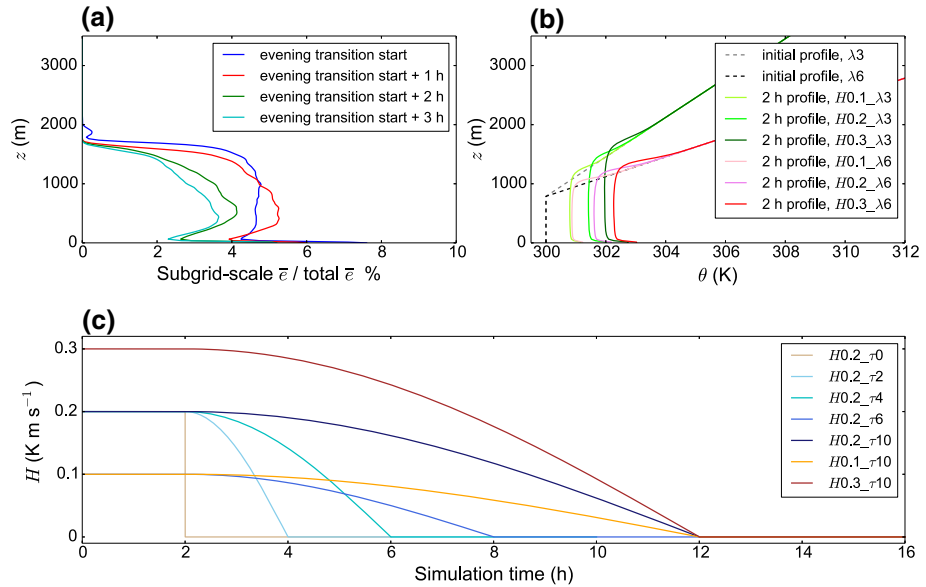 (a)
evening transition start
evening transition start + 1 h
evening transition start + 2 h
evening transition start + 3 h
z (m)
3000
2000
1000
0
0 2 4 6 8 10
Subgrid-scale e̅ / total e̅ %
(b)
initial profile, λ3
initial profile, λ6
2 h profile, H0.1_λ3
2 h profile, H0.2_λ3
2 h profile, H0.3_λ3
2 h profile, H0.1_λ6
2 h profile, H0.2_λ6
2 h profile, H0.3_λ6
z (m)
3000
2000
1000
0
300 302 304 306 308 310 312
θ (K)
(c)
H0.2_τ0
H0.2_τ2
H0.2_τ4
H0.2_τ6
H0.2_τ10
H0.1_τ10
H0.3_τ10
H (K m s⁻¹)
0.3
0.2
0.1
0
0 2 4 6 8 10 12 14 16
Simulation time (h)